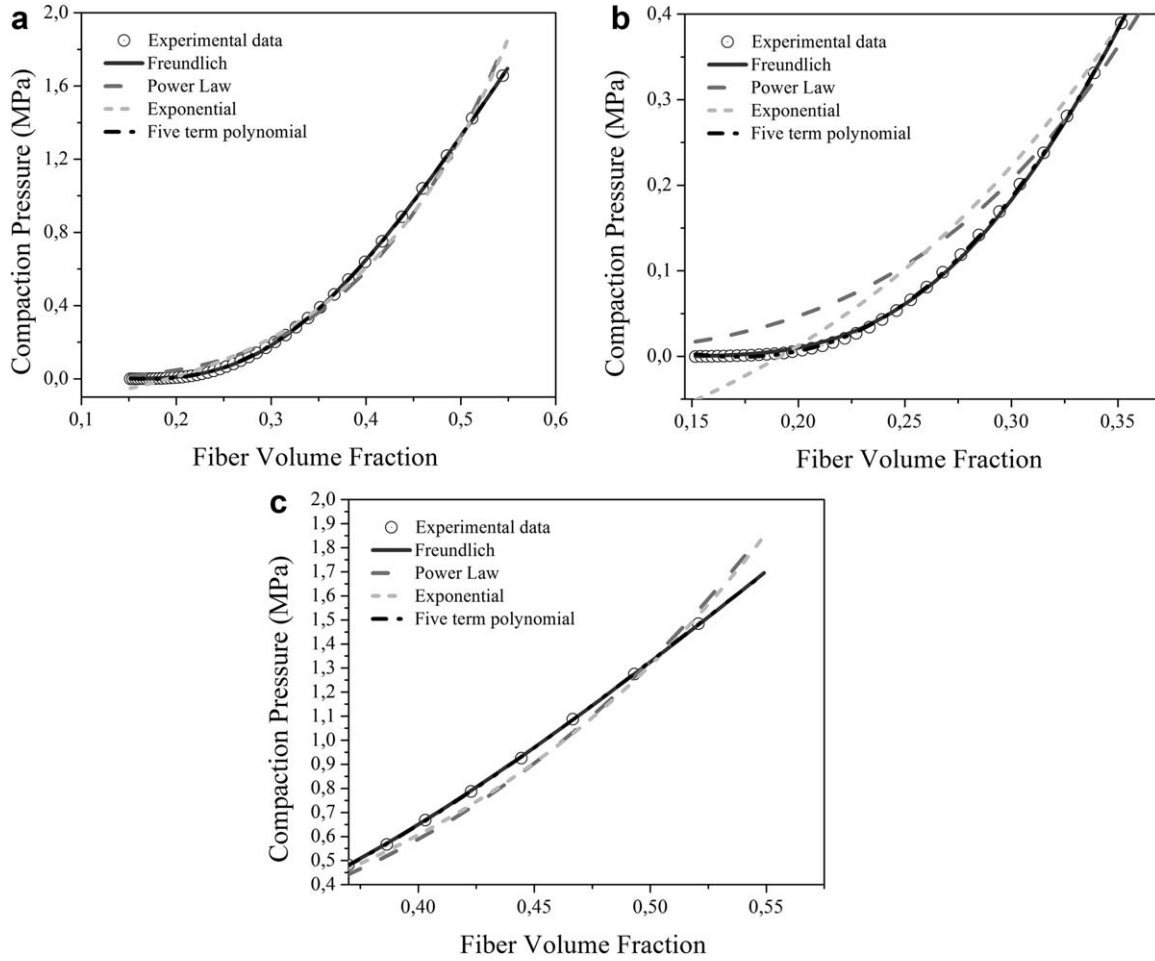 a
2,0
1,6
1,2
0,8
0,4
0,0
Compaction Pressure (MPa)
Experimental data
Freundlich
Power Law
Exponential
Five term polynomial
0,1 0,2 0,3 0,4 0,5 0,6
Fiber Volume Fraction
b
0,4
0,3
0,2
0,1
0,0
Compaction Pressure (MPa)
Experimental data
Freundlich
Power Law
Exponential
Five term polynomial
0,15 0,20 0,25 0,30 0,35
Fiber Volume Fraction
c
2,0
1,9
1,8
1,7
1,6
1,5
1,4
1,3
1,2
1,1
1,0
0,9
0,8
0,7
0,6
0,5
0,4
Compaction Pressure (MPa)
Experimental data
Freundlich
Power Law
Exponential
Five term polynomial
0,40 0,45 0,50 0,55
Fiber Volume Fraction